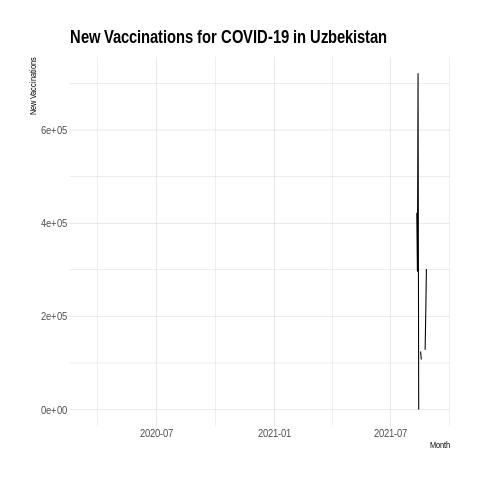 New Vaccinations for COVID-19 in Uzbekistan
New Vaccinations
6e+05
4e+05
2e+05
0e+00
2020-07
2021-01
2021-07
Month